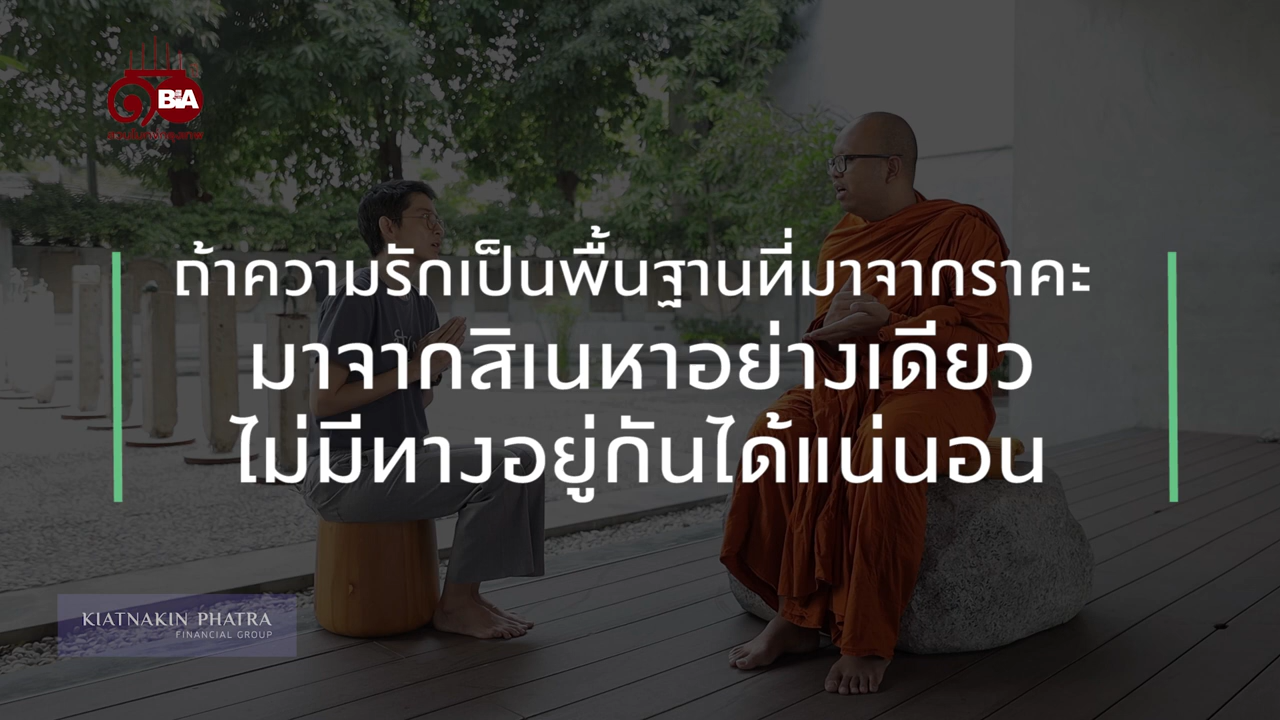 BIA
ถ้าความรักเป็นพื้นฐานที่มาจากราคะ
มาจากสิเนหาอย่างเดียว
ไม่มีทางอยู่กันได้แน่นอน
KIATNAKIN PHATRA
FINANCIAL GROUP